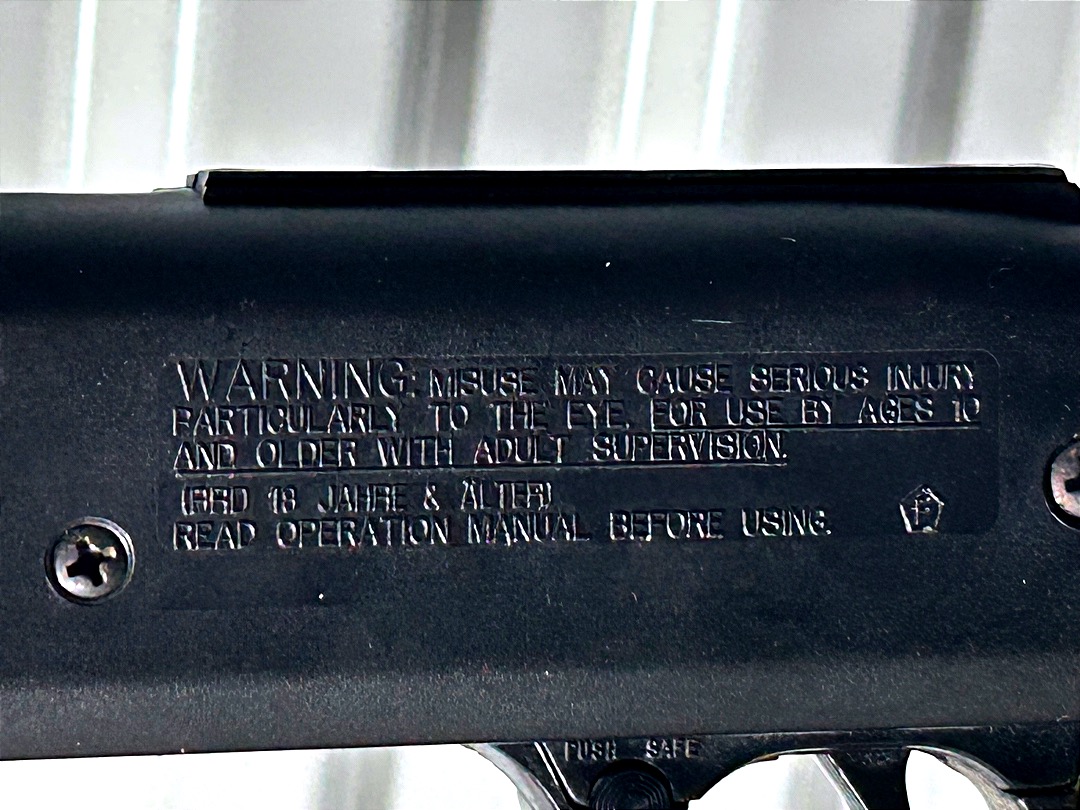 WARNING: MISUSE MAY CAUSE SERIOUS INJURY
PARTICULARLY TO THE EYE. FOR USE BY AGES 10
AND OLDER WITH ADULT SUPERVISION.
(BRD 18 JAHRE & ÄLTER)
READ OPERATION MANUAL BEFORE USING.
F
PUSH SAFE